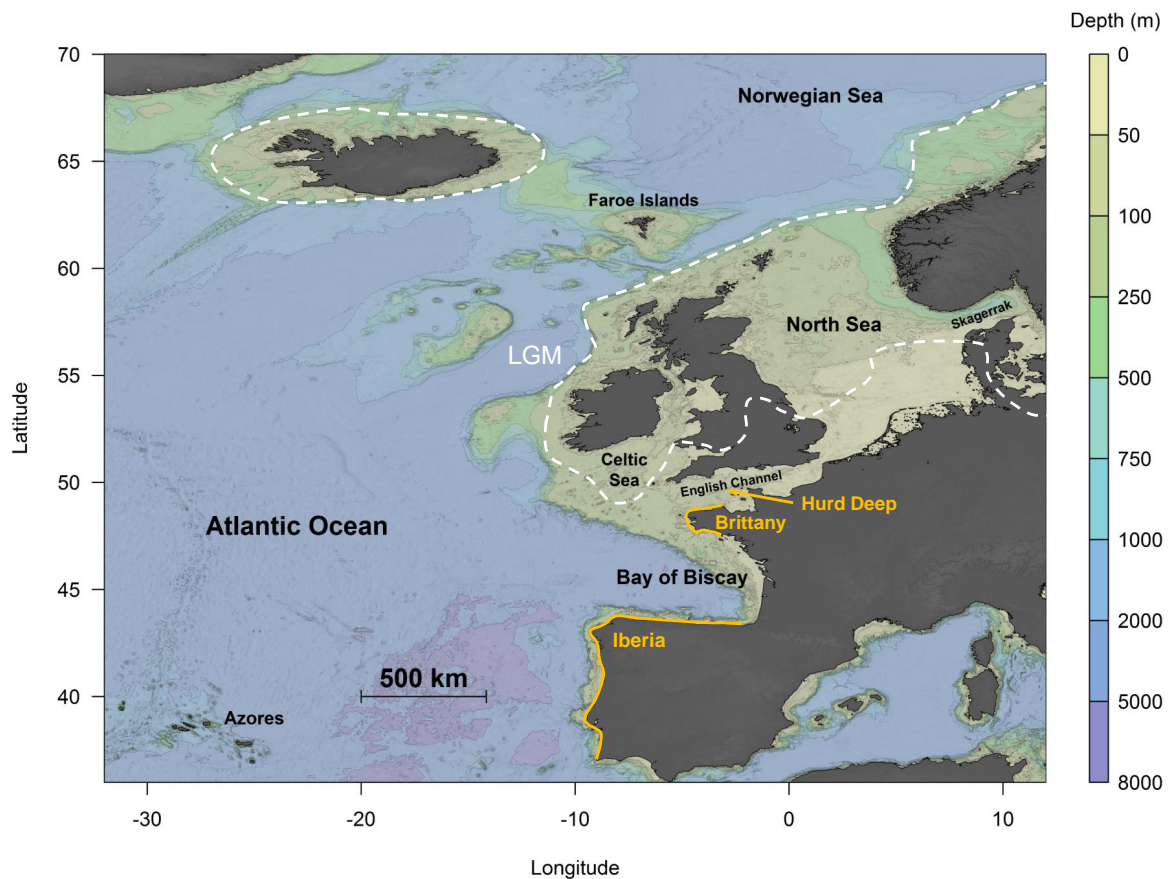 Depth (m)
70
65
60
55
50
45
40
Latitude
-30
-20
-10
0
10
Longitude
0
50
100
250
500
750
1000
2000
5000
8000
Norwegian Sea
Faroe Islands
North Sea
Skagerrak
LGM
Celtic
Sea
English Channel
Hurd Deep
Brittany
Atlantic Ocean
Bay of Biscay
Iberia
500 km
Azores